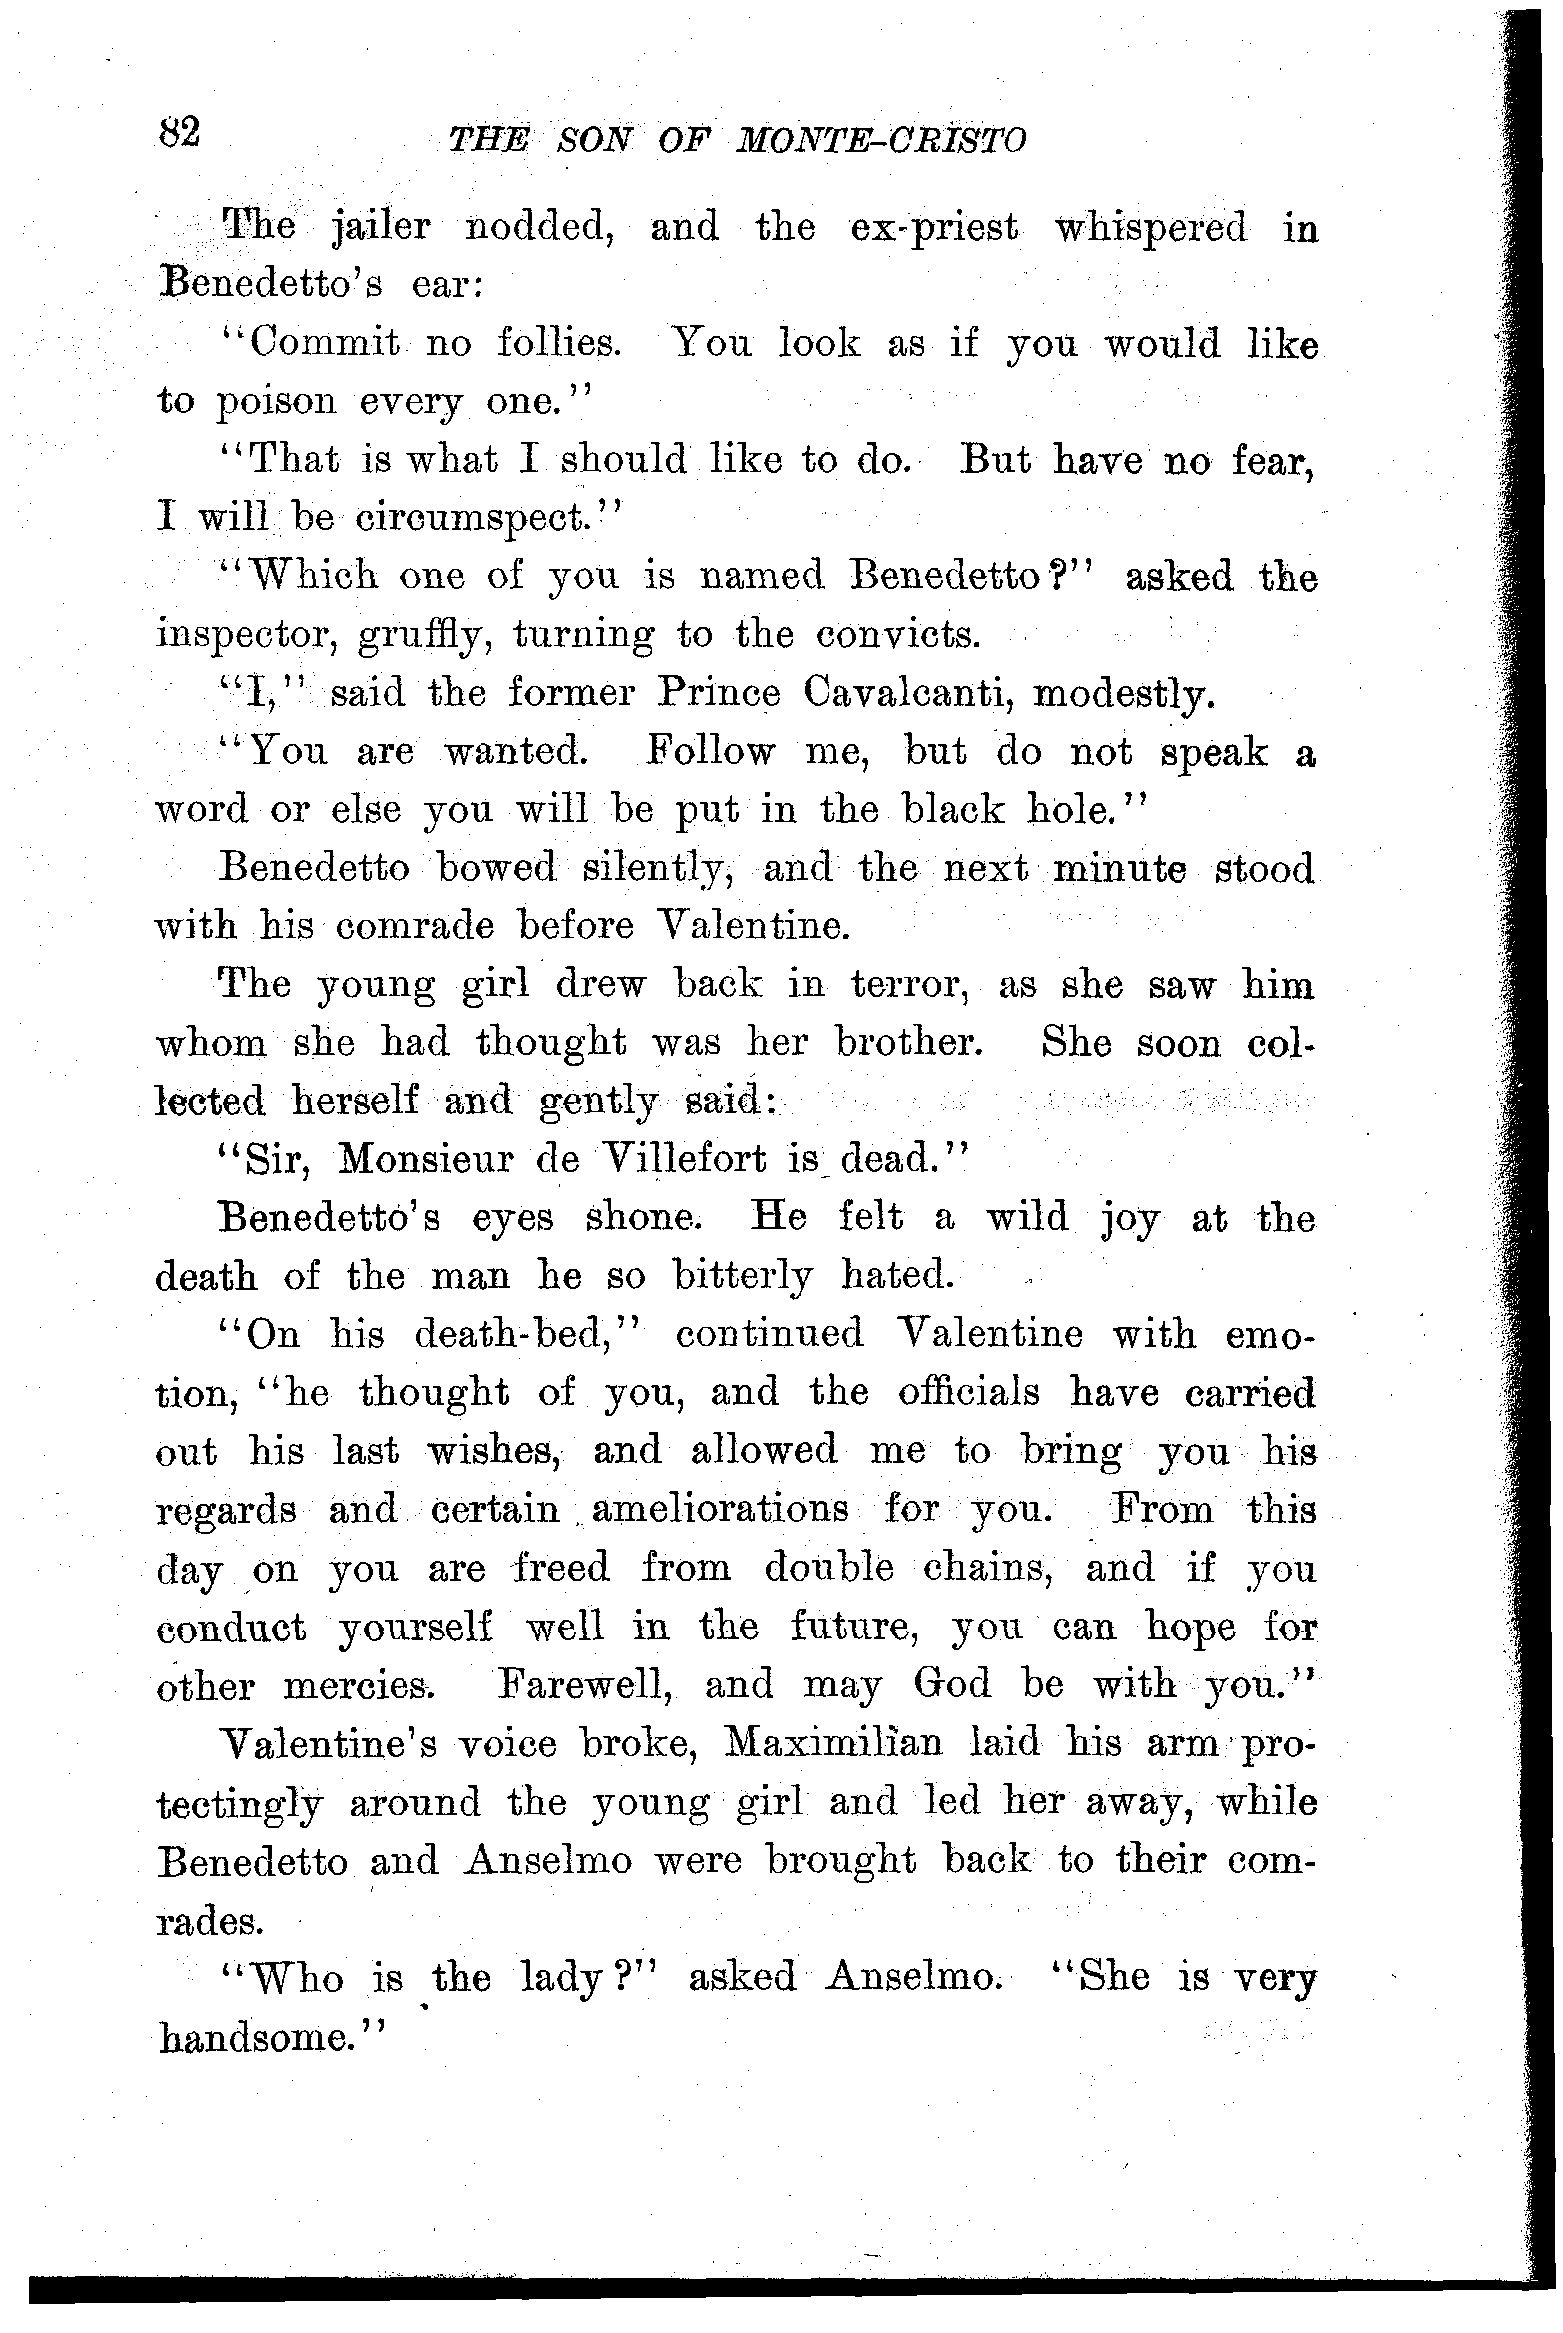 82 THE SON OF MONTE-CRISTO
The jailer nodded, and the ex-priest whispered in
Benedetto's ear:
"Commit no follies. You look as if you would like
to poison every one."
"That is what I should like to do. But have no fear,
I will be circumspect."
"Which one of you is named Benedetto?" asked the
inspector, gruffly, turning to the convicts.
"I," said the former Prince Cavalcanti, modestly.
"You are wanted. Follow me, but do not speak a
word or else you will be put in the black hole."
Benedetto bowed silently, and the next minute stood
with his comrade before Valentine.
The young girl drew back in terror, as she saw him
whom she had thought was her brother. She soon col-
lected herself and gently said:
"Sir, Monsieur de Villefort is dead."
Benedetto's eyes shone. He felt a wild joy at the
death of the man he so bitterly hated.
"On his death-bed," continued Valentine with emo-
tion, "he thought of you, and the officials have carried
out his last wishes, and allowed me to bring you his
regards and certain ameliorations for you. From this
day on you are freed from double chains, and if you
conduct yourself well in the future, you can hope for
other mercies. Farewell, and may God be with you."
Valentine's voice broke, Maximilian laid his arm pro-
tectingly around the young girl and led her away, while
Benedetto and Anselmo were brought back to their com-
rades.
"Who is the lady?" asked Anselmo. "She is very
handsome."